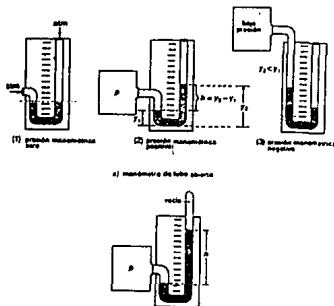 atm
atm
(1) presión manométrica
cero
P
h = y₂ - y₁
y₁
y₂
(2) presión manométrica
positiva
baja
presión
y₂ < y₁
(3) presión manométrica
negativa
a) manómetro de tubo abierto
vacío
P
h